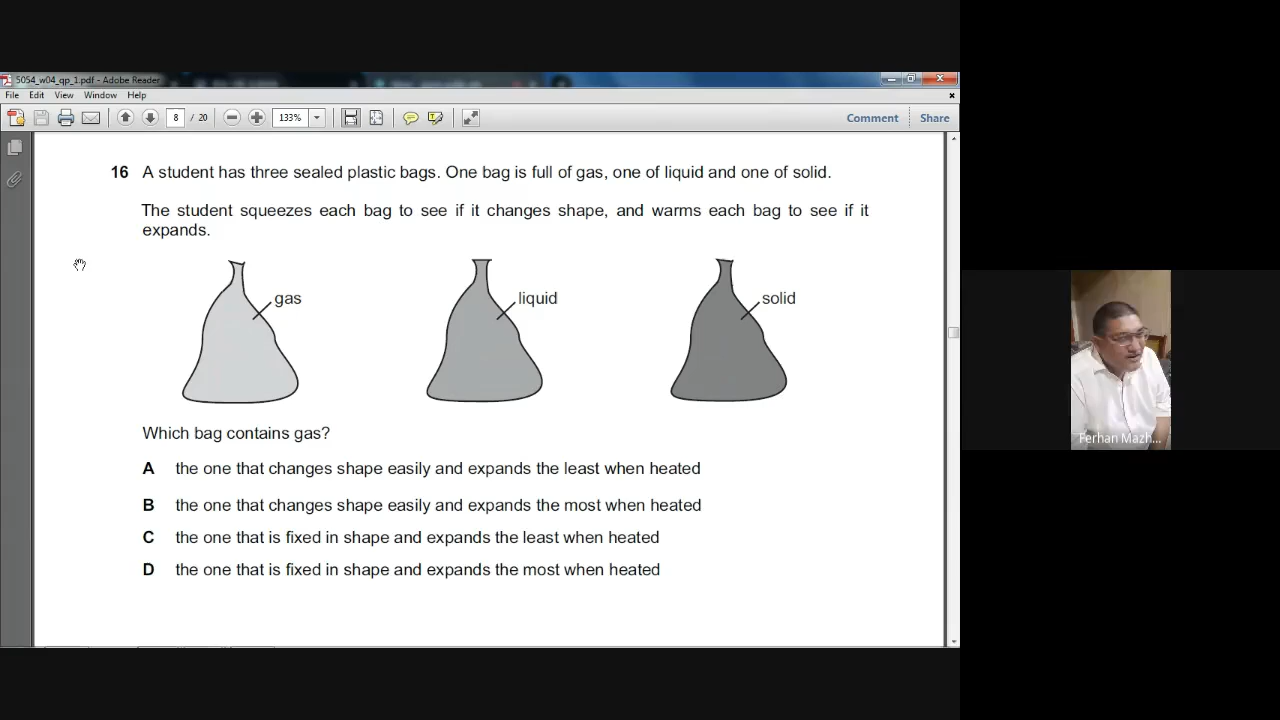 5054_w04_qp_1.pdf - Adobe Reader
File Edit View Window Help
8 / 20 133% Comment Share
16 A student has three sealed plastic bags. One bag is full of gas, one of liquid and one of solid.
The student squeezes each bag to see if it changes shape, and warms each bag to see if it
expands.
gas liquid solid
Which bag contains gas?
A the one that changes shape easily and expands the least when heated
B the one that changes shape easily and expands the most when heated
C the one that is fixed in shape and expands the least when heated
D the one that is fixed in shape and expands the most when heated
Ferhan Mazh...